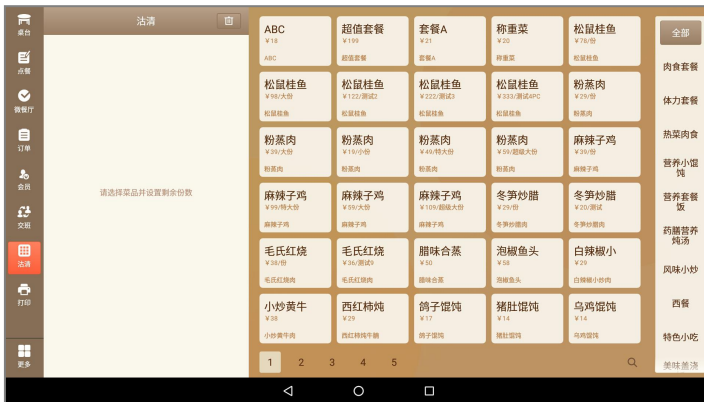 桌台
点餐
微餐厅
订单
会员
交班
沽清
打印
更多
沽清
请选择菜品并设置剩余份数
ABC
¥18
ABC
超值套餐
¥199
超值套餐
套餐A
¥21
套餐A
称重菜
¥20
称重菜
松鼠桂鱼
¥78/份
松鼠桂鱼
松鼠桂鱼
¥98/大份
松鼠桂鱼
松鼠桂鱼
¥122/测试2
松鼠桂鱼
松鼠桂鱼
¥222/测试3
松鼠桂鱼
松鼠桂鱼
¥333/测试4PC
松鼠桂鱼
粉蒸肉
¥29/份
粉蒸肉
粉蒸肉
¥39/大份
粉蒸肉
粉蒸肉
¥19/小份
粉蒸肉
粉蒸肉
¥49/特大份
粉蒸肉
粉蒸肉
¥59/超级大份
粉蒸肉
麻辣子鸡
¥39/份
麻辣子鸡
麻辣子鸡
¥99/特大份
麻辣子鸡
麻辣子鸡
¥59/大份
麻辣子鸡
麻辣子鸡
¥109/超级大份
麻辣子鸡
冬笋炒腊
¥29/份
冬笋炒腊肉
冬笋炒腊
¥20/测试
冬笋炒腊肉
毛氏红烧
¥38/份
毛氏红烧肉
毛氏红烧
¥36/测试9
毛氏红烧肉
腊味合蒸
¥50
腊味合蒸
泡椒鱼头
¥58
泡椒鱼头
白辣椒小
¥29
白辣椒小炒肉
小炒黄牛
¥38
小炒黄牛肉
西红柿炖
¥29
西红柿炖牛腩
鸽子馄饨
¥17
鸽子馄饨
猪肚馄饨
¥14
猪肚馄饨
乌鸡馄饨
¥14
乌鸡馄饨
1 2 3 4 5
全部
肉食套餐
体力套餐
热菜肉食
营养小馄
饨
营养套餐
饭
药膳营养
炖汤
风味小炒
西餐
特色小吃
美味盖浇